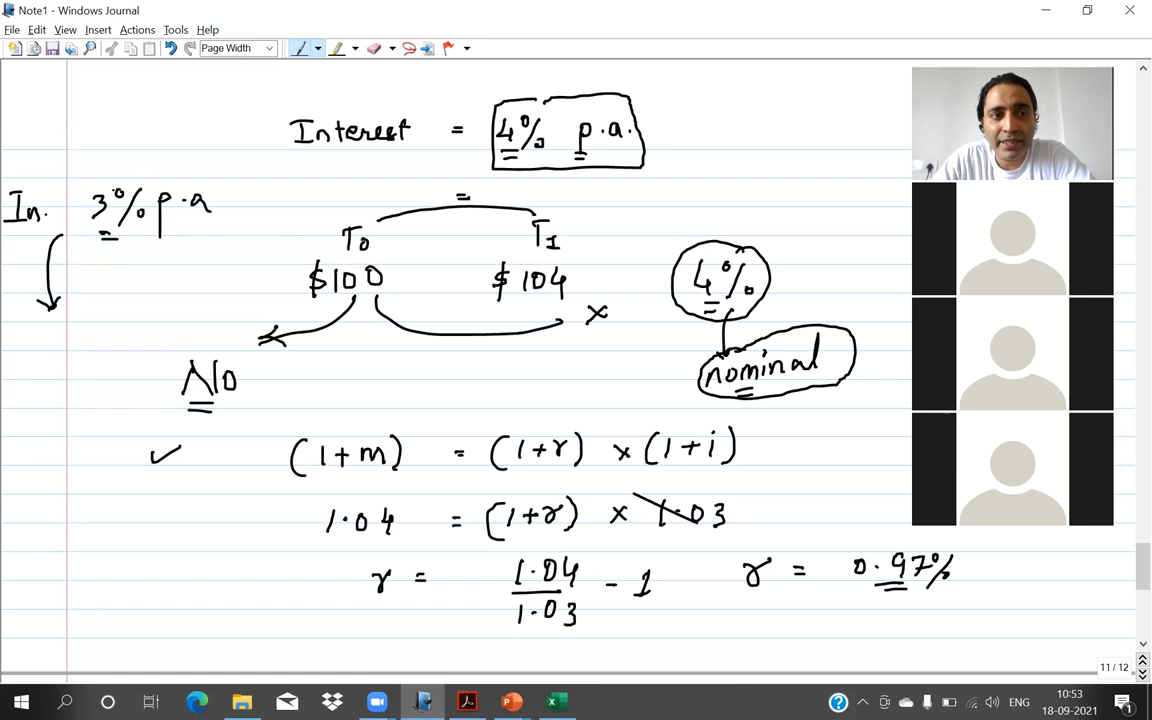 Note1 - Windows Journal
File Edit View Insert Actions Tools Help
Page Width
Interest = 4% p.a.
In. 3% p.a
=
T0 T1
$100 $104 × 4%
No nominal
(1+m) = (1+r) × (1+i)
1.04 = (1+r) × 1.03
r = 1.04 - 1 r = 0.97%
1.03
11 / 12
ENG 10:53
18-09-2021
1